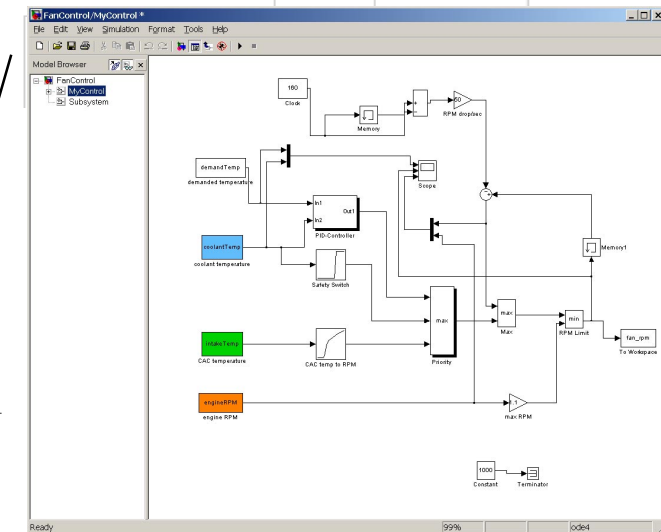 FanControl/MyControl *
File Edit View Simulation Format Tools Help
Model Browser
FanControl
MyControl
Subsystem
160
Clock
Memory
+
−
60
RPM drop/sec
demandTemp
demanded temperature
Scope
In1
In2
Out1
PID-Controller
coolantTemp
coolant temperature
Safety Switch
Memory1
max
Priority
max
Max
min
RPM Limit
fan_rpm
To Workspace
intakeTemp
CAC temperature
CAC temp to RPM
engineRPM
engine RPM
1.1
max RPM
1000
Constant
Terminator
Ready
99%
ode4